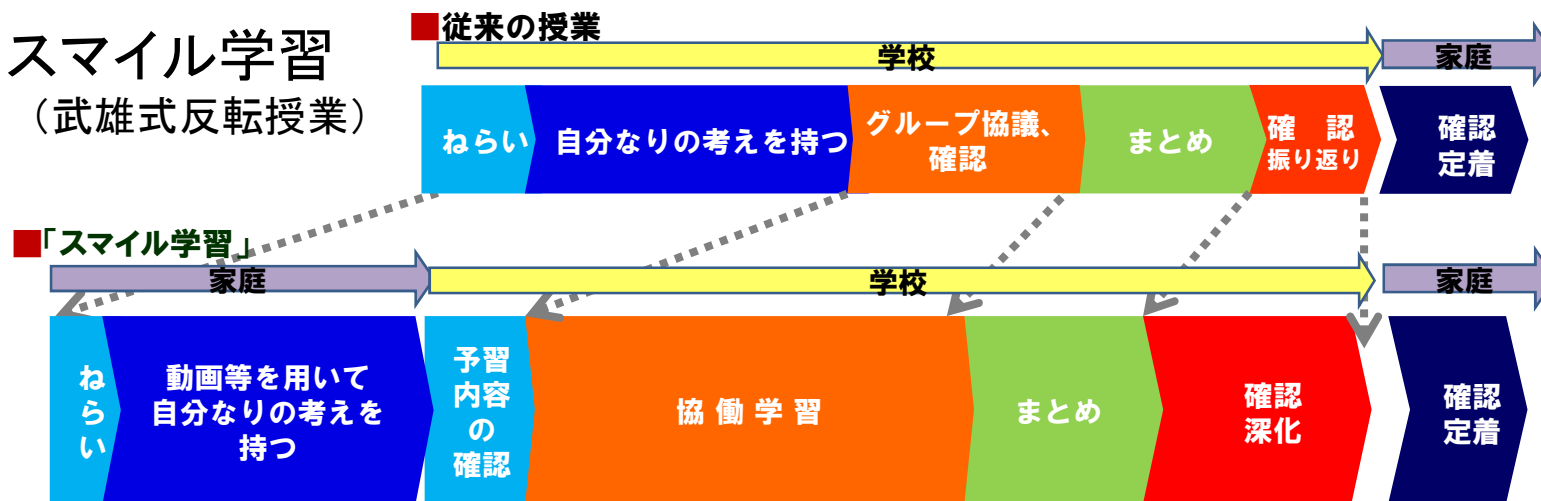 スマイル学習
（武雄式反転授業）
■従来の授業
学校
家庭
ねらい
自分なりの考えを持つ
グループ協議、
確認
まとめ
確　認
振り返り
確認
定着
■「スマイル学習」
家庭
学校
家庭
ねらい
動画等を用いて
自分なりの考えを
持つ
予習
内容
の
確認
協 働 学 習
まとめ
確認
深化
確認
定着